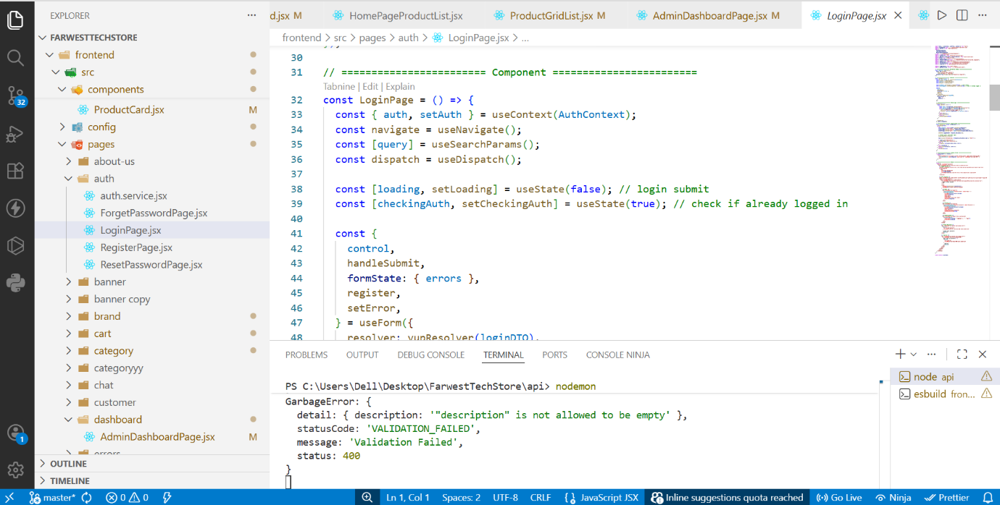 EXPLORER
FARWESTTECHSTORE
frontend
src
components
ProductCard.jsx M
config
pages
about-us
auth
auth.service.jsx
ForgetPasswordPage.jsx
LoginPage.jsx
RegisterPage.jsx
ResetPasswordPage.jsx
banner
banner copy
brand
cart
category
categoryyy
chat
customer
dashboard
AdminDashboardPage.jsx M
errors
OUTLINE
TIMELINE
32
1
d.jsx M HomePageProductList.jsx ProductGridList.jsx M AdminDashboardPage.jsx M LoginPage.jsx
frontend > src > pages > auth > LoginPage.jsx > ...
30
31 // ======================== Component ========================
Tabnine | Edit | Explain
32 const LoginPage = () => {
33 const { auth, setAuth } = useContext(AuthContext);
34 const navigate = useNavigate();
35 const [query] = useSearchParams();
36 const dispatch = useDispatch();
37
38 const [loading, setLoading] = useState(false); // login submit
39 const [checkingAuth, setCheckingAuth] = useState(true); // check if already logged in
40
41 const {
42 control,
43 handleSubmit,
44 formState: { errors },
45 register,
46 setError,
47 } = useForm({
48 resolver: yupResolver(loginDTO),
PROBLEMS OUTPUT DEBUG CONSOLE TERMINAL PORTS CONSOLE NINJA
PS C:\Users\Dell\Desktop\FarwestTechStore\api> nodemon
GarbageError: {
detail: { description: '"description" is not allowed to be empty' },
statusCode: 'VALIDATION_FAILED',
message: 'Validation Failed',
status: 400
}
node api
esbuild fron...
master* 0 0 Ln 1, Col 1 Spaces: 2 UTF-8 CRLF { } JavaScript JSX Inline suggestions quota reached Go Live Ninja Prettier